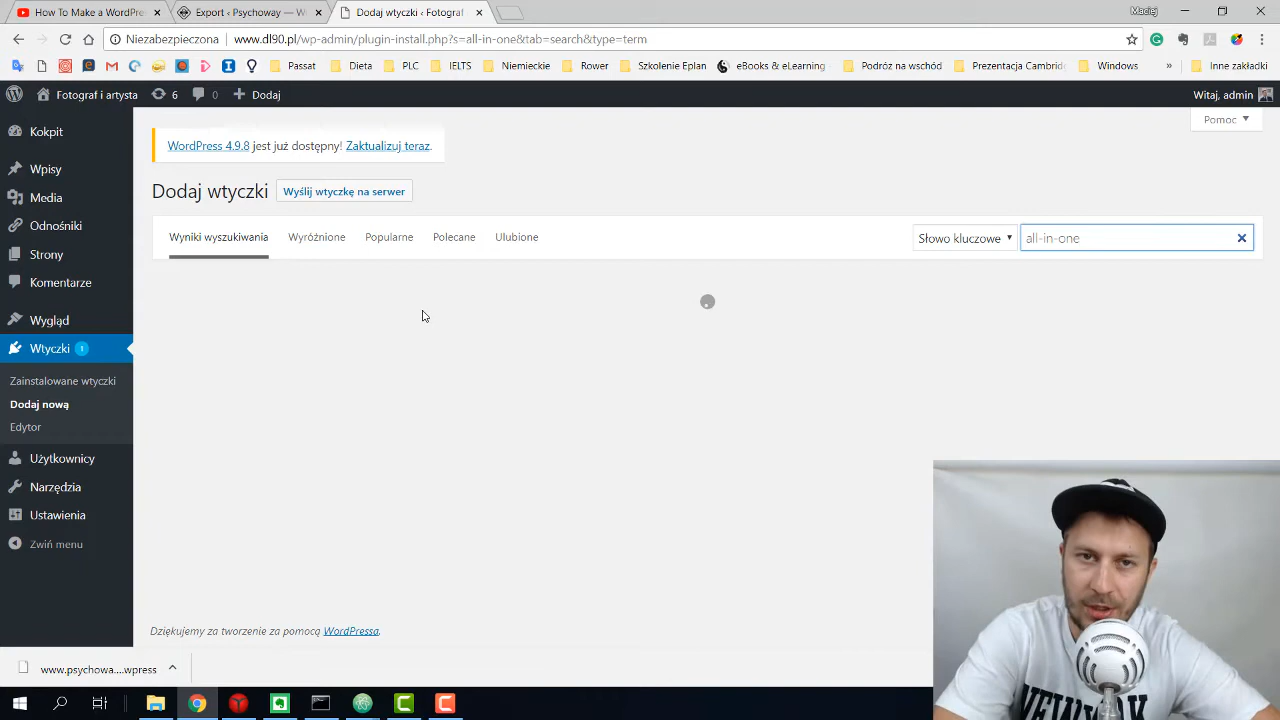 How To Make a WordPre
Export ‹ Psychoway — W
Dodaj wtyczki ‹ Fotograf
Maciej
Niezabezpieczona
www.dl90.pl/wp-admin/plugin-install.php?s=all-in-one&tab=search&type=term
Passat
Dieta
PLC
IELTS
Niemieckie
Rower
Szkolenie Eplan
eBooks & eLearning
Podróż na wschód
Prezentacja Cambrid
Windows
»
Inne zakładki
Fotograf i artysta
6
0
Dodaj
Witaj, admin
Kokpit
Wpisy
Media
Odnośniki
Strony
Komentarze
Wygląd
Wtyczki 1
Zainstalowane wtyczki
Dodaj nową
Edytor
Użytkownicy
Narzędzia
Ustawienia
Zwiń menu
Pomoc
WordPress 4.9.8 jest już dostępny! Zaktualizuj teraz.
Dodaj wtyczki
Wyślij wtyczkę na serwer
Wyniki wyszukiwania
Wyróżnione
Popularne
Polecane
Ulubione
Słowo kluczowe
all-in-one
Dziękujemy za tworzenie za pomocą WordPressa.
www.psychowa....wpress